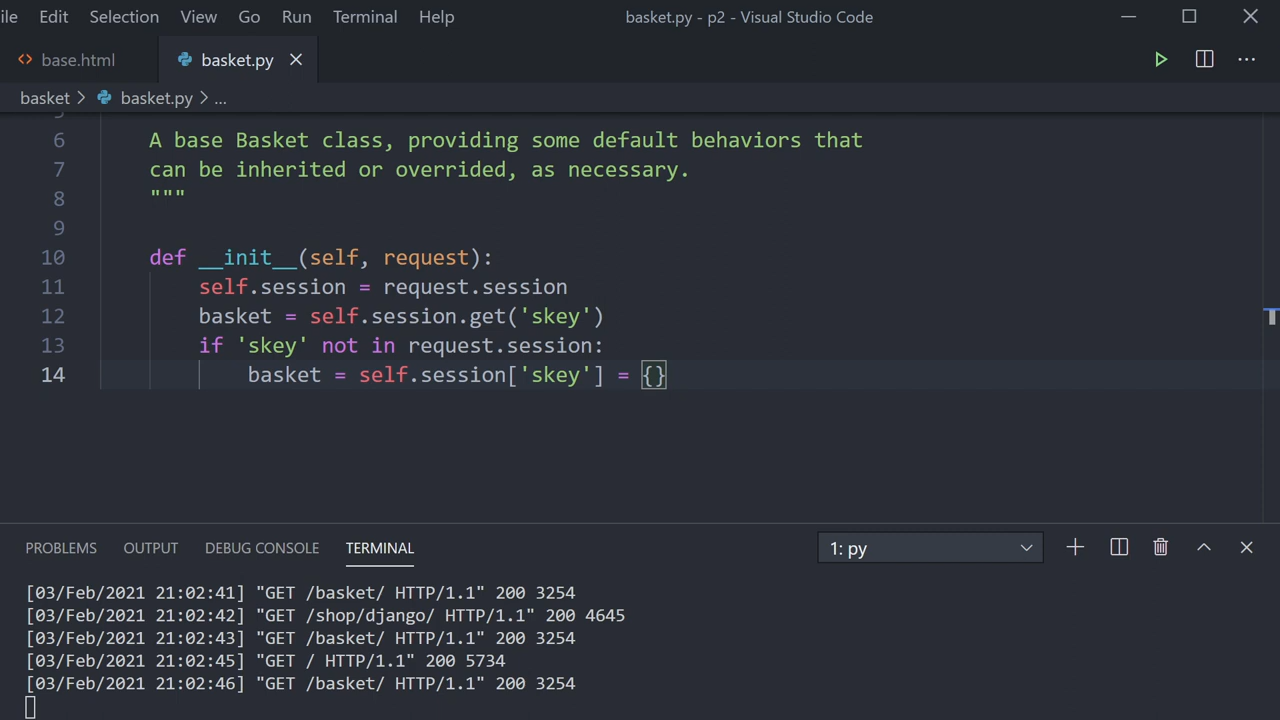 ile Edit Selection View Go Run Terminal Help basket.py - p2 - Visual Studio Code
base.html basket.py
basket > basket.py > ...
5
6 A base Basket class, providing some default behaviors that
7 can be inherited or overrided, as necessary.
8 """
9
10 def __init__(self, request):
11 self.session = request.session
12 basket = self.session.get('skey')
13 if 'skey' not in request.session:
14 basket = self.session['skey'] = {}
PROBLEMS OUTPUT DEBUG CONSOLE TERMINAL 1: py
[03/Feb/2021 21:02:41] "GET /basket/ HTTP/1.1" 200 3254
[03/Feb/2021 21:02:42] "GET /shop/django/ HTTP/1.1" 200 4645
[03/Feb/2021 21:02:43] "GET /basket/ HTTP/1.1" 200 3254
[03/Feb/2021 21:02:45] "GET / HTTP/1.1" 200 5734
[03/Feb/2021 21:02:46] "GET /basket/ HTTP/1.1" 200 3254